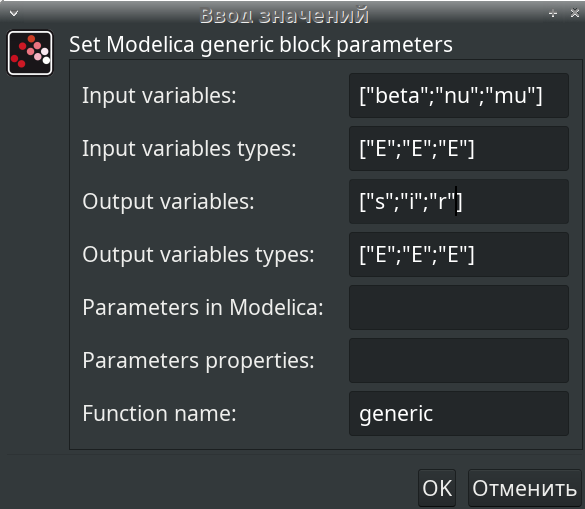 Ввод значений
Set Modelica generic block parameters
Input variables: ["beta";"nu";"mu"]
Input variables types: ["E";"E";"E"]
Output variables: ["s";"i";"r"]
Output variables types: ["E";"E";"E"]
Parameters in Modelica:
Parameters properties:
Function name: generic
OK Отменить